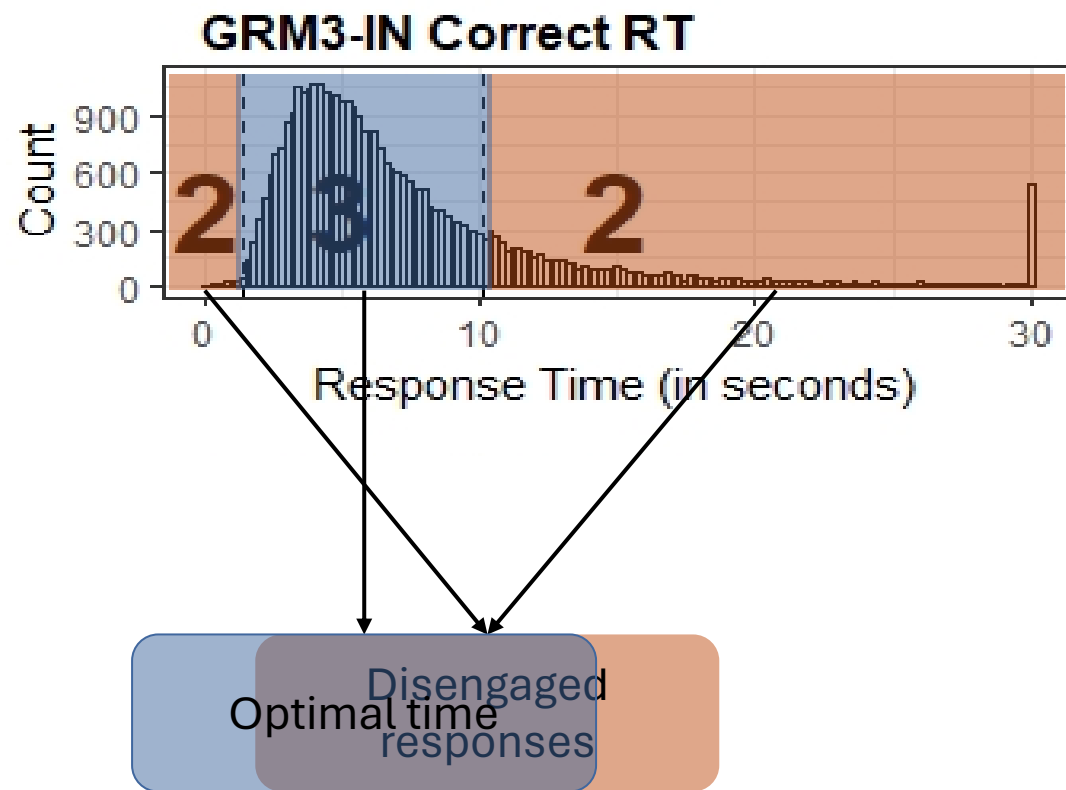 GRM3-IN Correct RT
Count
900
600
300
0
2
3
2
0
10
20
30
Response Time (in seconds)
Disengaged
responses
Optimal time